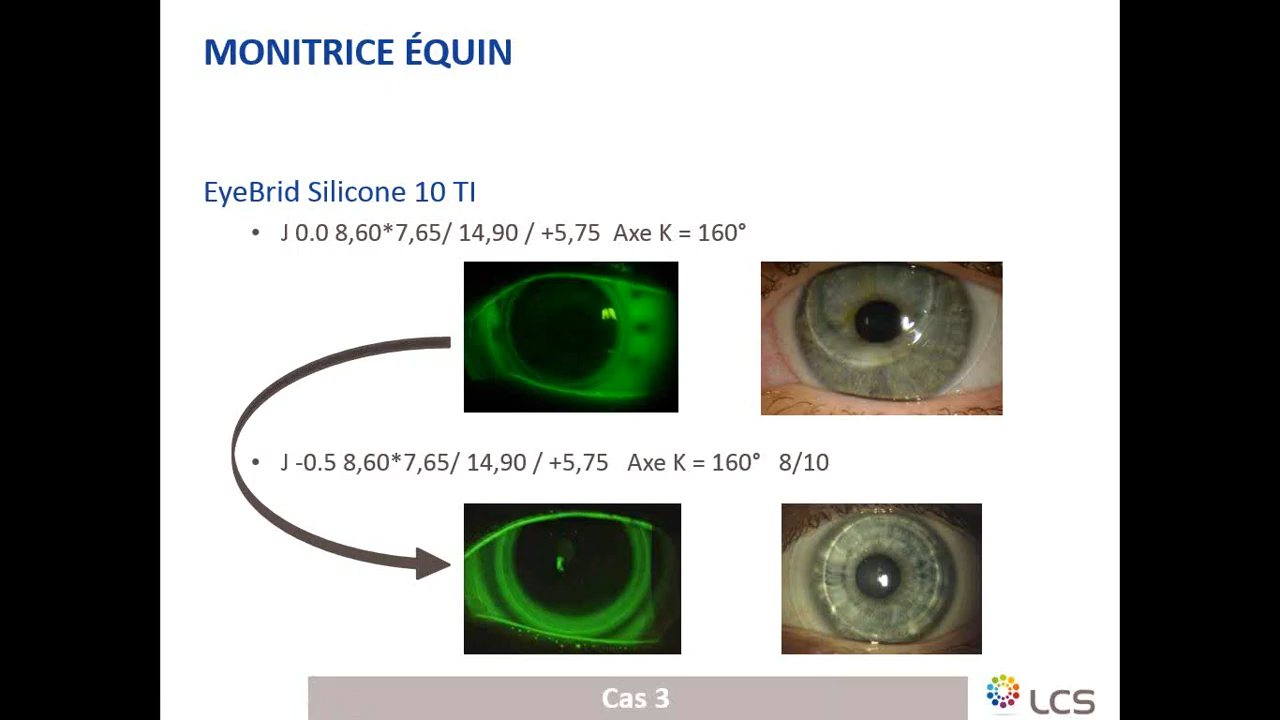 MONITRICE ÉQUIN
EyeBrid Silicone 10 TI
• J 0.0 8,60*7,65/ 14,90 / +5,75 Axe K = 160°
• J -0.5 8,60*7,65/ 14,90 / +5,75 Axe K = 160° 8/10
Cas 3
LCS